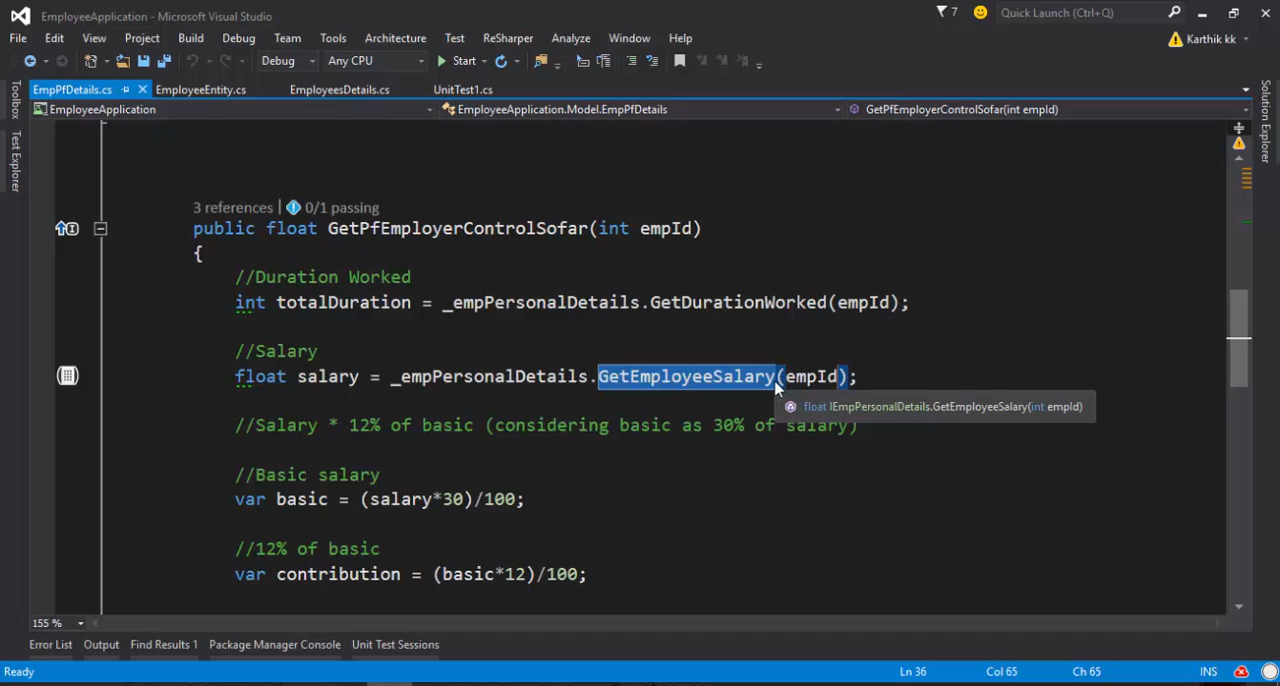 EmployeeApplication - Microsoft Visual Studio
7
Quick Launch (Ctrl+Q)
File Edit View Project Build Debug Team Tools Architecture Test ReSharper Analyze Window Help
Karthik kk
Debug Any CPU Start
EmpPfDetails.cs EmployeeEntity.cs EmployeesDetails.cs UnitTest1.cs
EmployeeApplication EmployeeApplication.Model.EmpPfDetails GetPfEmployerControlSofar(int empId)
Toolbox
Test Explorer
Solution Explorer
3 references | 0/1 passing
public float GetPfEmployerControlSofar(int empId)
{
//Duration Worked
int totalDuration = _empPersonalDetails.GetDurationWorked(empId);
//Salary
float salary = _empPersonalDetails.GetEmployeeSalary(empId);
float IEmpPersonalDetails.GetEmployeeSalary(int empId)
//Salary * 12% of basic (considering basic as 30% of salary)
//Basic salary
var basic = (salary*30)/100;
//12% of basic
var contribution = (basic*12)/100;
155 %
Error List Output Find Results 1 Package Manager Console Unit Test Sessions
Ready Ln 36 Col 65 Ch 65 INS